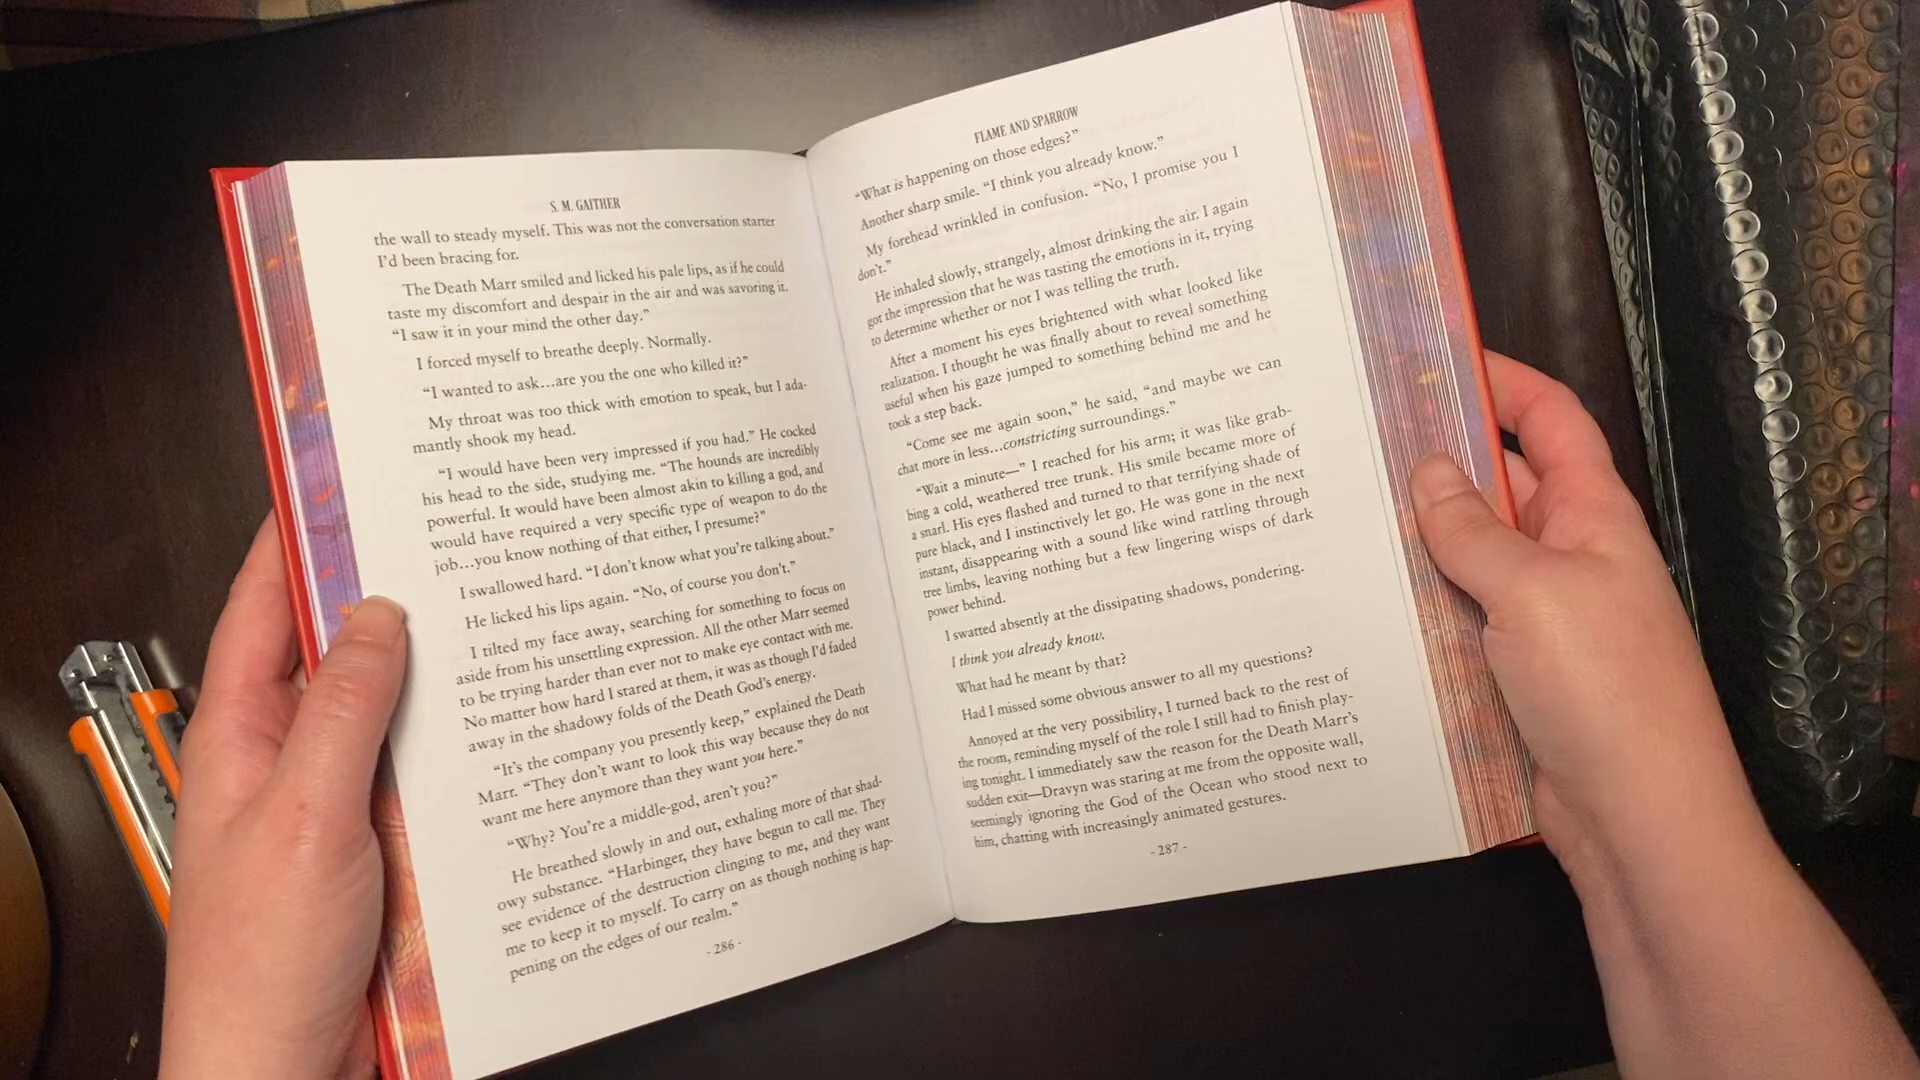 S. M. GAITHER
the wall to steady myself. This was not the conversation starter
I’d been bracing for.
The Death Marr smiled and licked his pale lips, as if he could
taste my discomfort and despair in the air and was savoring it.
“I saw it in your mind the other day.”
I forced myself to breathe deeply. Normally.
“I wanted to ask…are you the one who killed it?”
My throat was too thick with emotion to speak, but I ada-
mantly shook my head.
“I would have been very impressed if you had.” He cocked
his head to the side, studying me. “The hounds are incredibly
powerful. It would have been almost akin to killing a god, and
would have required a very specific type of weapon to do the
job…you know nothing of that either, I presume?”
I swallowed hard. “I don’t know what you’re talking about.”
He licked his lips again. “No, of course you don’t.”
I tilted my face away, searching for something to focus on
aside from his unsettling expression. All the other Marr seemed
to be trying harder than ever not to make eye contact with me.
No matter how hard I stared at them, it was as though I’d faded
away in the shadowy folds of the Death God’s energy.
“It’s the company you presently keep,” explained the Death
Marr. “They don’t want to look this way because they do not
want me here anymore than they want you here.”
“Why? You’re a middle-god, aren’t you?”
He breathed slowly in and out, exhaling more of that shad-
owy substance. “Harbinger, they have begun to call me. They
see evidence of the destruction clinging to me, and they want
me to keep it to myself. To carry on as though nothing is hap-
pening on the edges of our realm.”
- 286 -
FLAME AND SPARROW
“What is happening on those edges?”
Another sharp smile. “I think you already know.”
My forehead wrinkled in confusion. “No, I promise you I
don’t.”
He inhaled slowly, strangely, almost drinking the air. I again
got the impression that he was tasting the emotions in it, trying
to determine whether or not I was telling the truth.
After a moment his eyes brightened with what looked like
realization. I thought he was finally about to reveal something
useful when his gaze jumped to something behind me and he
took a step back.
“Come see me again soon,” he said, “and maybe we can
chat more in less…constricting surroundings.”
“Wait a minute—” I reached for his arm; it was like grab-
bing a cold, weathered tree trunk. His smile became more of
a snarl. His eyes flashed and turned to that terrifying shade of
pure black, and I instinctively let go. He was gone in the next
instant, disappearing with a sound like wind rattling through
tree limbs, leaving nothing but a few lingering wisps of dark
power behind.
I swatted absently at the dissipating shadows, pondering.
I think you already know.
What had he meant by that?
Had I missed some obvious answer to all my questions?
Annoyed at the very possibility, I turned back to the rest of
the room, reminding myself of the role I still had to finish play-
ing tonight. I immediately saw the reason for the Death Marr’s
sudden exit—Dravyn was staring at me from the opposite wall,
seemingly ignoring the God of the Ocean who stood next to
him, chatting with increasingly animated gestures.
- 287 -